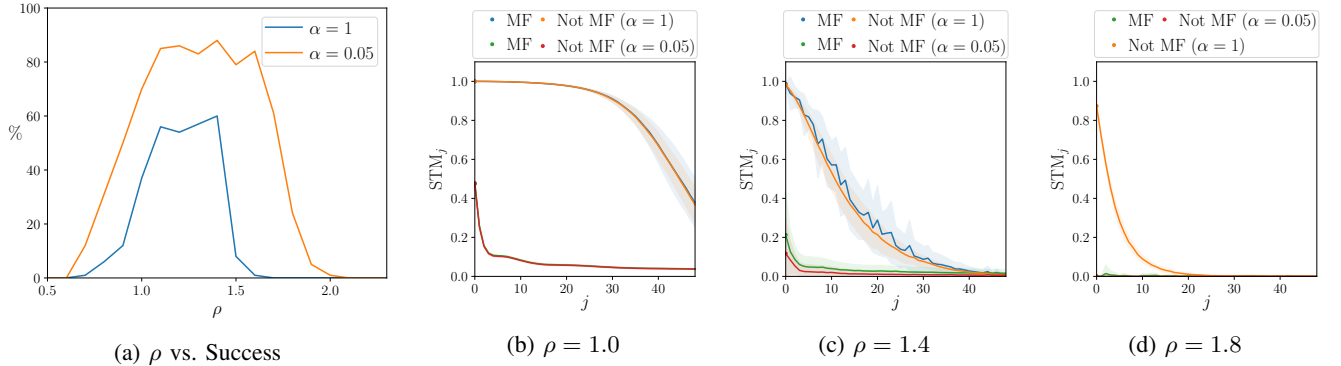 100
80
60
%
40
20
0
0.5 1.0 1.5 2.0
ρ
α = 1
α = 0.05
(a) ρ vs. Success
MF Not MF (α = 1)
MF Not MF (α = 0.05)
1.0
0.8
0.6
0.4
0.2
0.0
STM_j
0 10 20 30 40
j
(b) ρ = 1.0
MF Not MF (α = 1)
MF Not MF (α = 0.05)
1.0
0.8
0.6
0.4
0.2
0.0
STM_j
0 10 20 30 40
j
(c) ρ = 1.4
MF Not MF (α = 0.05)
Not MF (α = 1)
1.0
0.8
0.6
0.4
0.2
0.0
STM_j
0 10 20 30 40
j
(d) ρ = 1.8